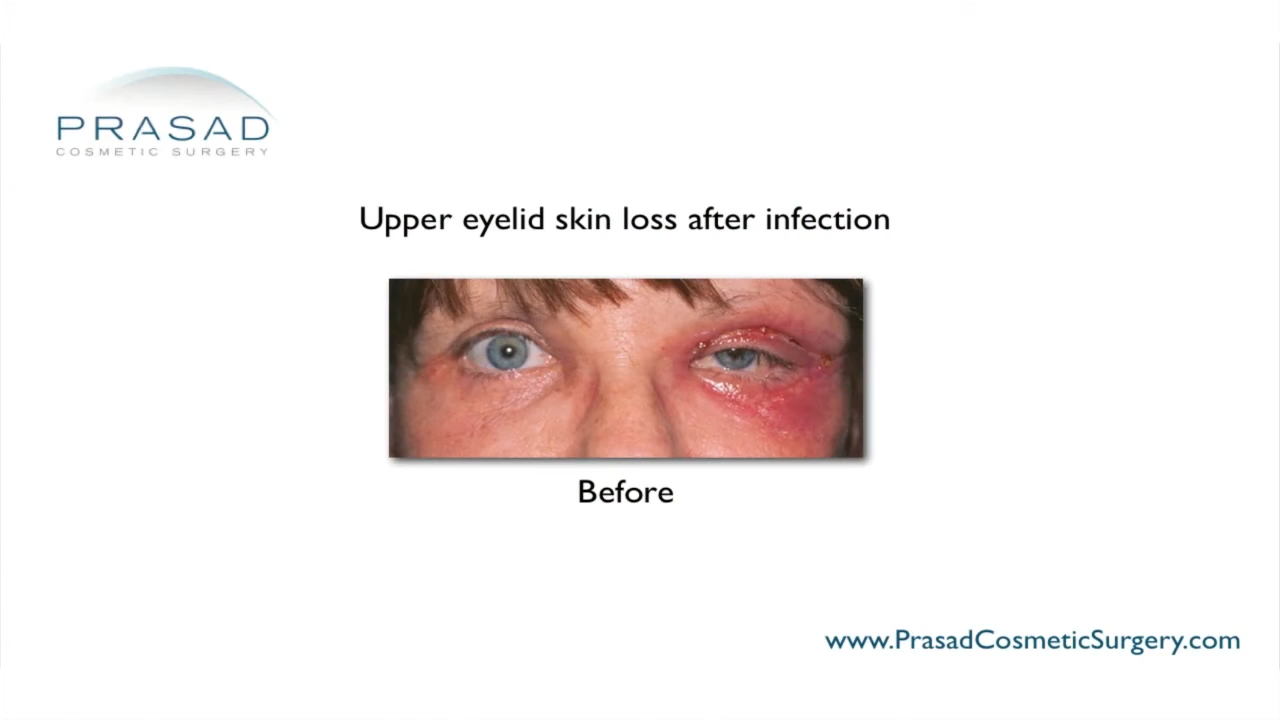 PRASAD
COSMETIC SURGERY
Upper eyelid skin loss after infection
Before
www.PrasadCosmeticSurgery.com